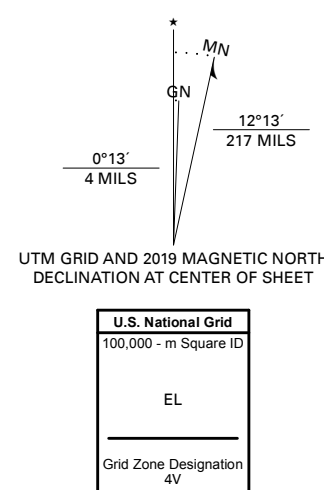 ★
MN
GN
12°13´
217 MILS
0°13´
4 MILS
UTM GRID AND 2019 MAGNETIC NORTH
DECLINATION AT CENTER OF SHEET
U.S. National Grid
100,000 - m Square ID
EL
Grid Zone Designation
4V